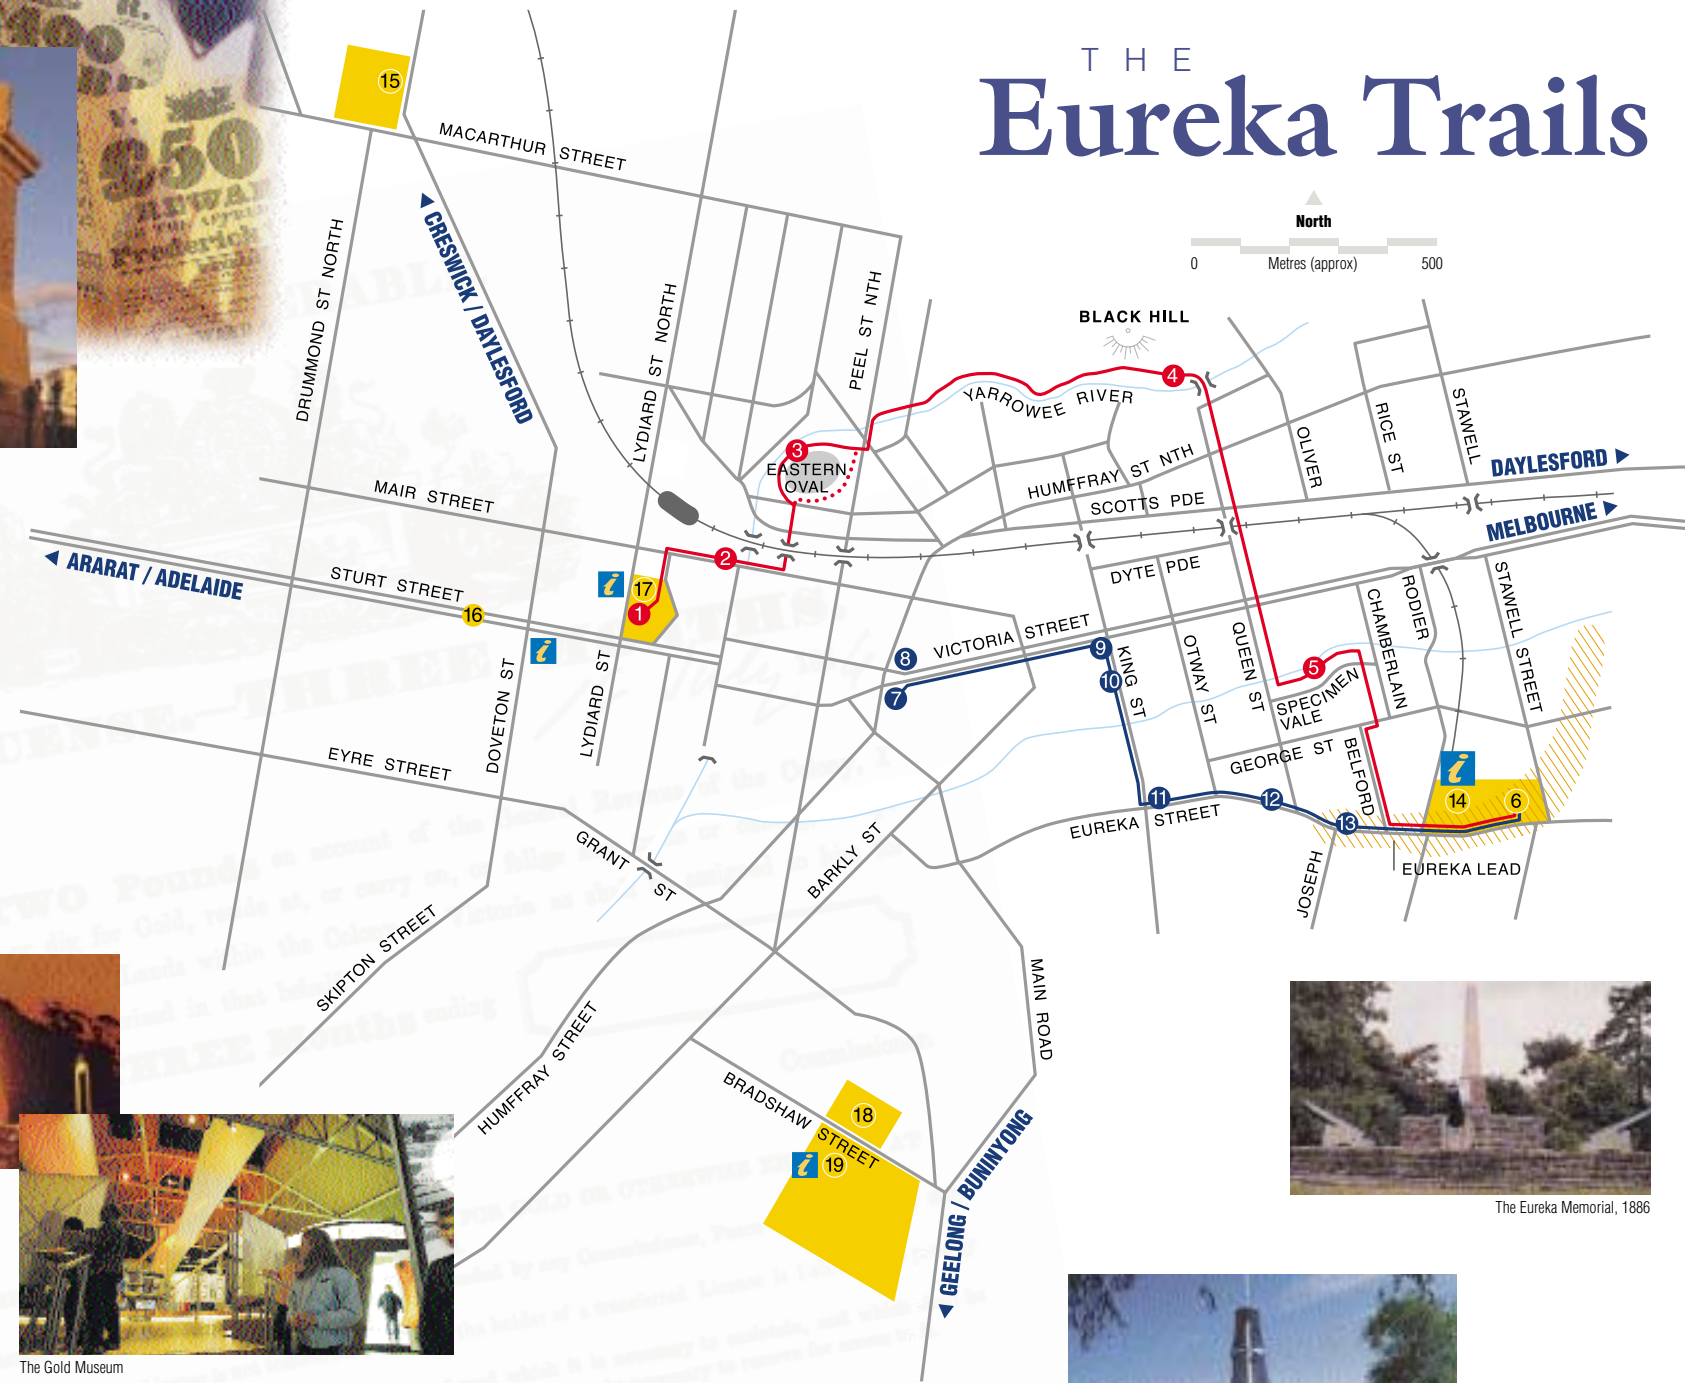 THE
Eureka Trails
North
0 Metres (approx) 500
£50
15
MACARTHUR STREET
CRESWICK / DAYLESFORD
DRUMMOND ST NORTH
LYDIARD ST NORTH
PEEL ST NTH
BLACK HILL
4
YARROWEE RIVER
HUMFFRAY ST NTH
SCOTTS PDE
OLIVER
RICE ST
STAWELL
DAYLESFORD
MELBOURNE
3
EASTERN
OVAL
MAIR STREET
2
ARARAT / ADELAIDE
STURT STREET
16
i
17
1
i
DYTE PDE
VICTORIA STREET
8
7
9
10
KING ST
OTWAY ST
QUEEN ST
5
SPECIMEN
VALE
CHAMBERLAIN
RODIER
STAWELL STREET
GEORGE ST
BELFORD
i
14
6
11
12
13
EUREKA STREET
EUREKA LEAD
JOSEPH
DOVETON ST
LYDIARD ST
EYRE STREET
GRANT ST
BARKLY ST
SKIPTON STREET
HUMFFRAY STREET
MAIN ROAD
BRADSHAW STREET
18
i
19
GEELONG / BUNINYONG
The Eureka Memorial, 1886
The Gold Museum